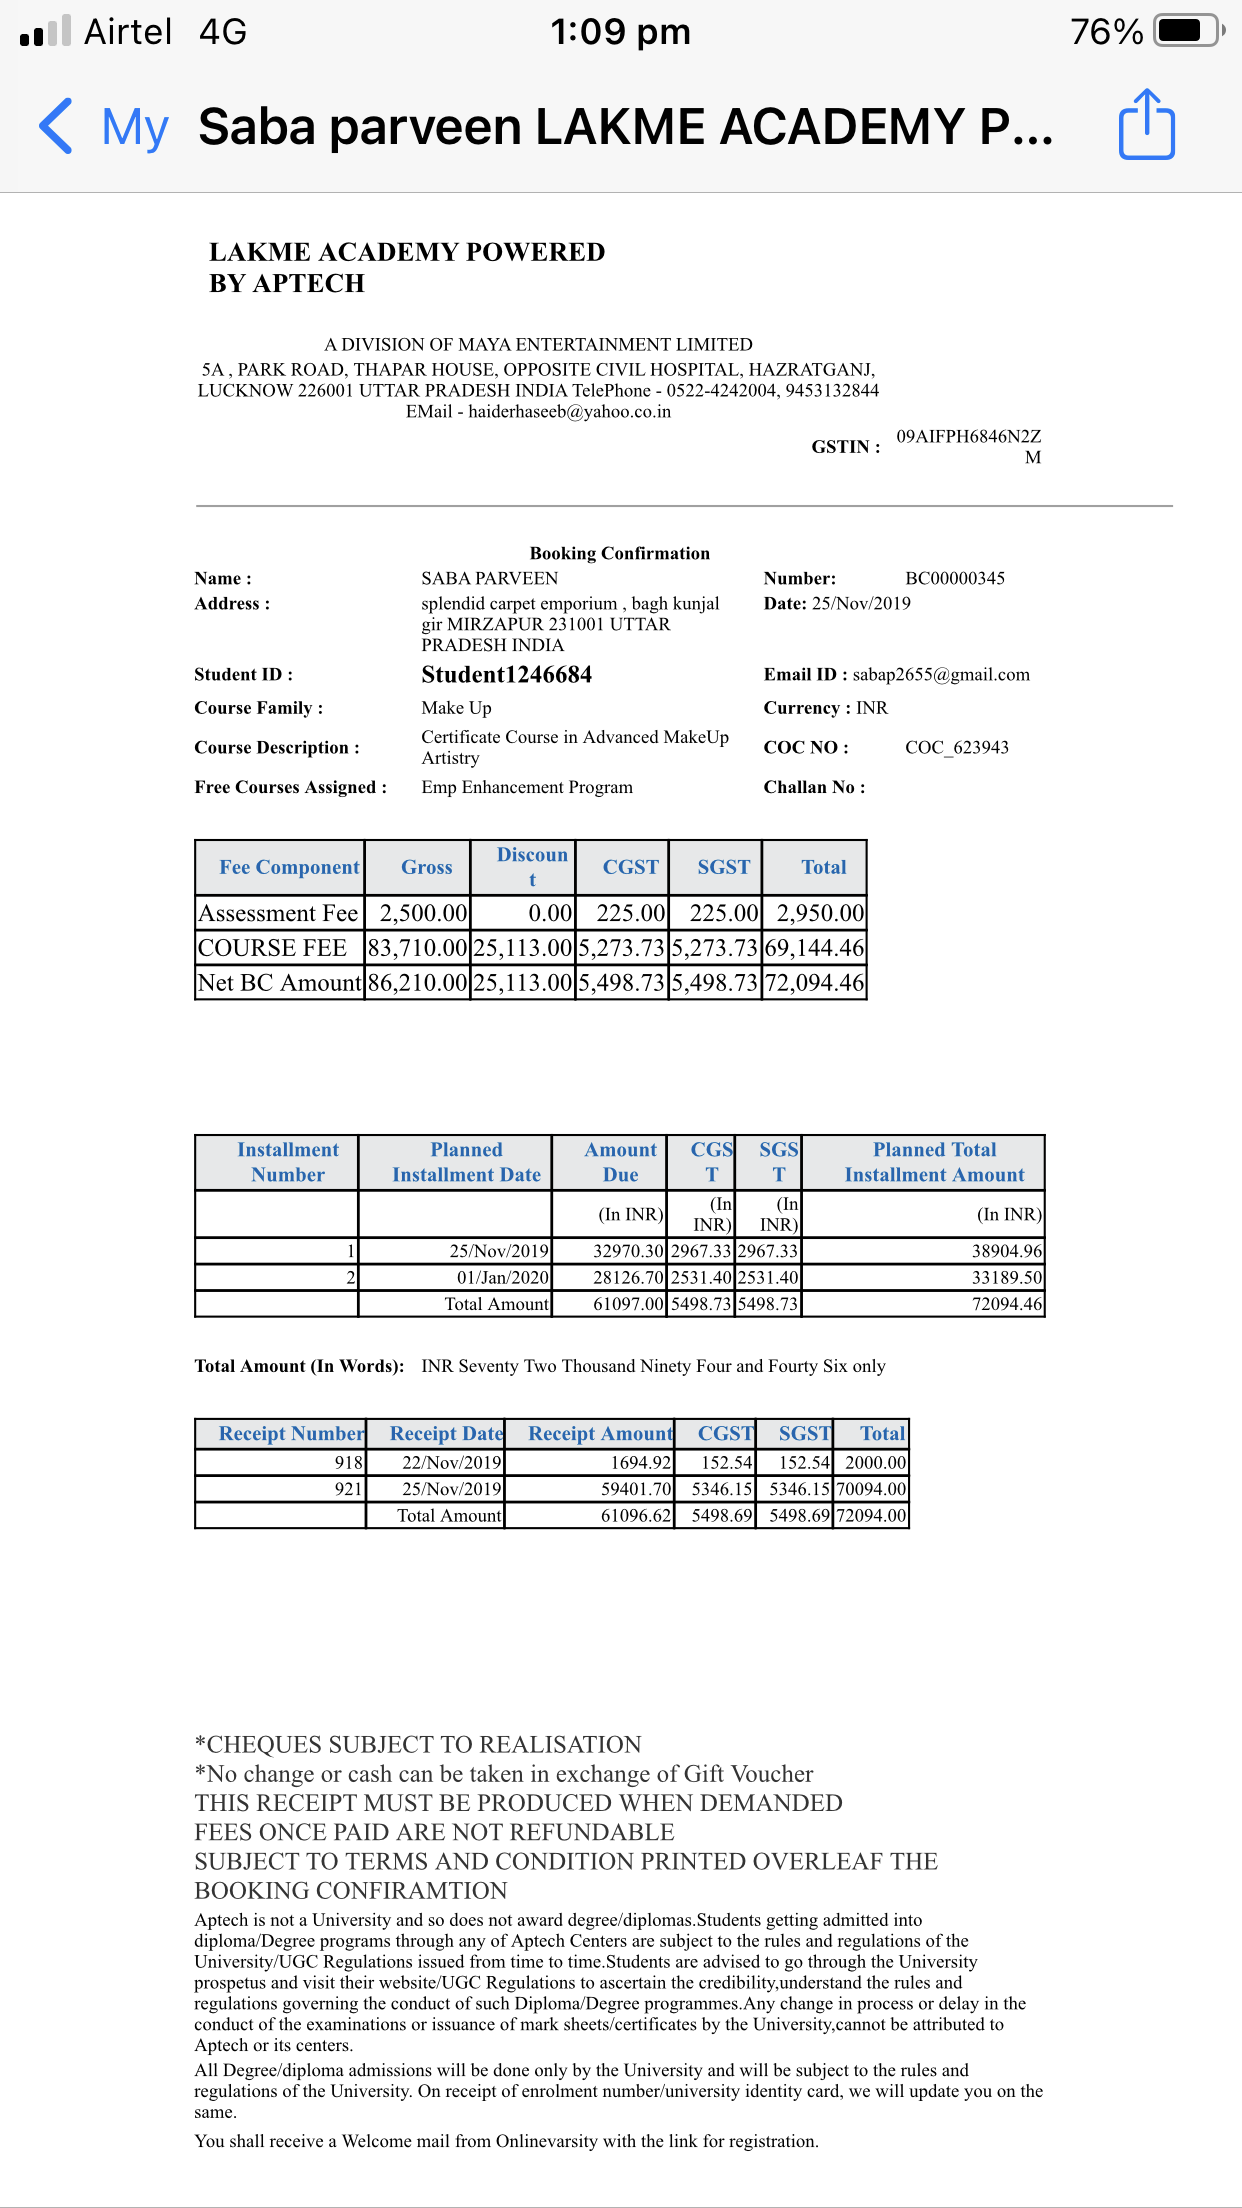 Airtel 4G 1:09 pm 76%
My Saba parveen LAKME ACADEMY P...
LAKME ACADEMY POWERED
BY APTECH
A DIVISION OF MAYA ENTERTAINMENT LIMITED
5A , PARK ROAD, THAPAR HOUSE, OPPOSITE CIVIL HOSPITAL, HAZRATGANJ,
LUCKNOW 226001 UTTAR PRADESH INDIA TelePhone - 0522-4242004, 9453132844
EMail - haiderhaseeb@yahoo.co.in
GSTIN : 09AIFPH6846N2Z
M
Booking Confirmation
Name : SABA PARVEEN Number: BC00000345
Address : splendid carpet emporium , bagh kunjal Date: 25/Nov/2019
gir MIRZAPUR 231001 UTTAR
PRADESH INDIA
Student ID : Student1246684 Email ID : sabap2655@gmail.com
Course Family : Make Up Currency : INR
Course Description : Certificate Course in Advanced MakeUp COC NO : COC_623943
Artistry
Free Courses Assigned : Emp Enhancement Program Challan No :
Fee Component Gross Discoun CGST SGST Total
t
Assessment Fee 2,500.00 0.00 225.00 225.00 2,950.00
COURSE FEE 83,710.00 25,113.00 5,273.73 5,273.73 69,144.46
Net BC Amount 86,210.00 25,113.00 5,498.73 5,498.73 72,094.46
Installment Planned Amount CGS SGS Planned Total
Number Installment Date Due T T Installment Amount
(In INR) (In (In (In INR)
INR) INR)
1 25/Nov/2019 32970.30 2967.33 2967.33 38904.96
2 01/Jan/2020 28126.70 2531.40 2531.40 33189.50
Total Amount 61097.00 5498.73 5498.73 72094.46
Total Amount (In Words): INR Seventy Two Thousand Ninety Four and Fourty Six only
Receipt Number Receipt Date Receipt Amount CGST SGST Total
918 22/Nov/2019 1694.92 152.54 152.54 2000.00
921 25/Nov/2019 59401.70 5346.15 5346.15 70094.00
Total Amount 61096.62 5498.69 5498.69 72094.00
*CHEQUES SUBJECT TO REALISATION
*No change or cash can be taken in exchange of Gift Voucher
THIS RECEIPT MUST BE PRODUCED WHEN DEMANDED
FEES ONCE PAID ARE NOT REFUNDABLE
SUBJECT TO TERMS AND CONDITION PRINTED OVERLEAF THE
BOOKING CONFIRAMTION
Aptech is not a University and so does not award degree/diplomas.Students getting admitted into
diploma/Degree programs through any of Aptech Centers are subject to the rules and regulations of the
University/UGC Regulations issued from time to time.Students are advised to go through the University
prospetus and visit their website/UGC Regulations to ascertain the credibility,understand the rules and
regulations governing the conduct of such Diploma/Degree programmes.Any change in process or delay in the
conduct of the examinations or issuance of mark sheets/certificates by the University,cannot be attributed to
Aptech or its centers.
All Degree/diploma admissions will be done only by the University and will be subject to the rules and
regulations of the University. On receipt of enrolment number/university identity card, we will update you on the
same.
You shall receive a Welcome mail from Onlinevarsity with the link for registration.